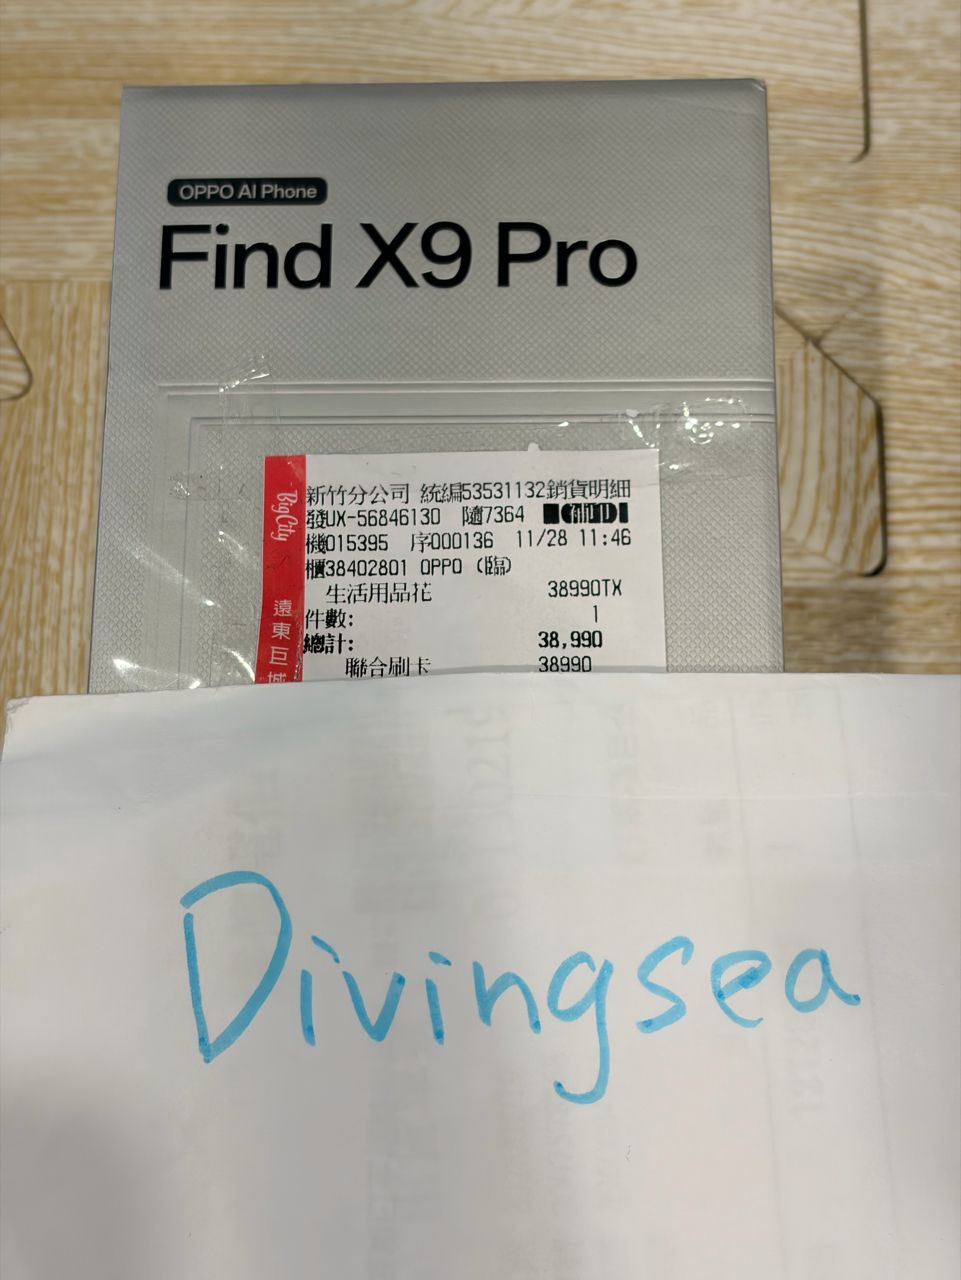 OPPO AI Phone
Find X9 Pro
BigCity
遠東巨城
新竹分公司 統編53531132銷貨明細
發UX-56846130 隨7364
機015395 序000136 11/28 11:46
櫃38402801 OPPO (臨)
生活用品花 38990TX
件數: 1
總計: 38,990
聯合刷卡 38990
Divingsea